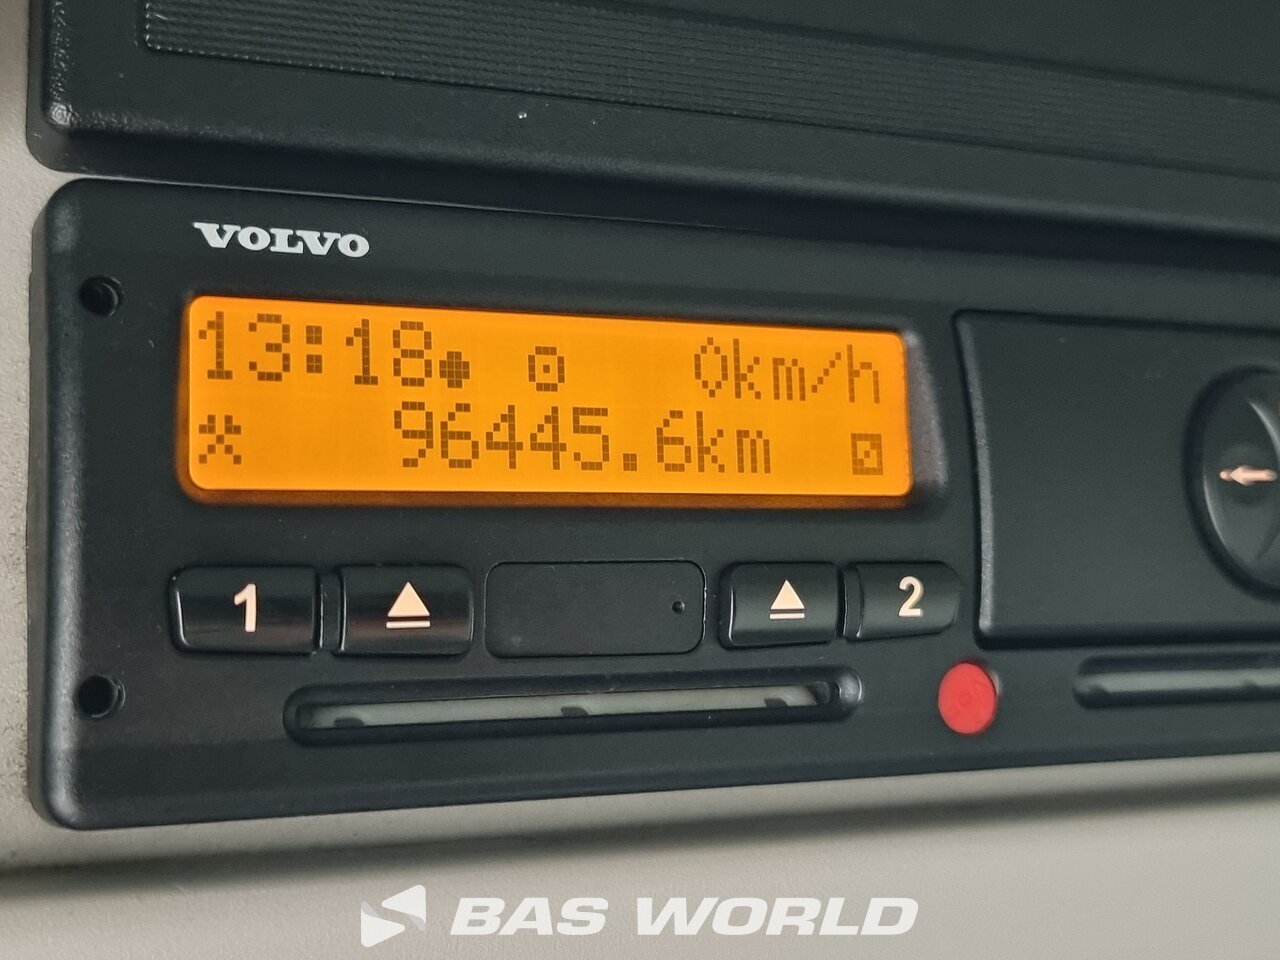 VOLVO
13:18 0km/h
96445.6km
1 2
BAS WORLD